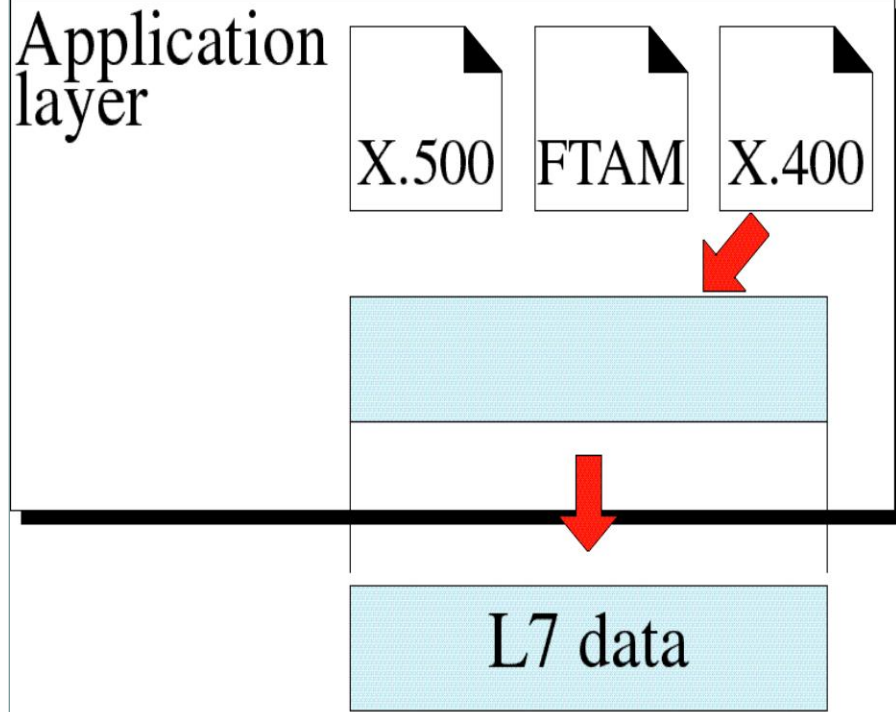 Application
layer
X.500
FTAM
X.400
L7 data